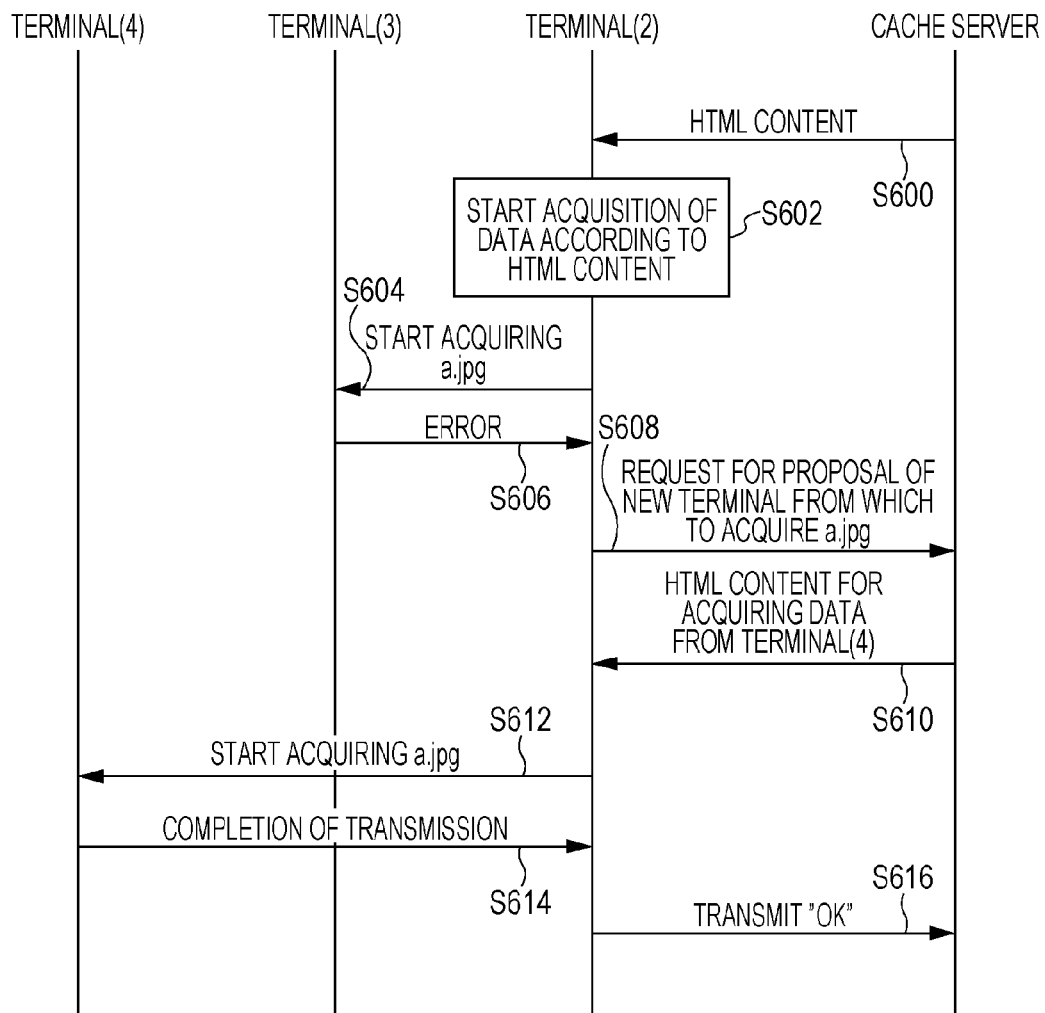 TERMINAL(4)
TERMINAL(3)
TERMINAL(2)
CACHE SERVER
HTML CONTENT
S600
START ACQUISITION OF
DATA ACCORDING TO
HTML CONTENT
S602
S604
START ACQUIRING
a.jpg
ERROR
S606
S608
REQUEST FOR PROPOSAL OF
NEW TERMINAL FROM WHICH
TO ACQUIRE a.jpg
HTML CONTENT FOR
ACQUIRING DATA
FROM TERMINAL(4)
S610
S612
START ACQUIRING a.jpg
COMPLETION OF TRANSMISSION
S614
S616
TRANSMIT ”OK”